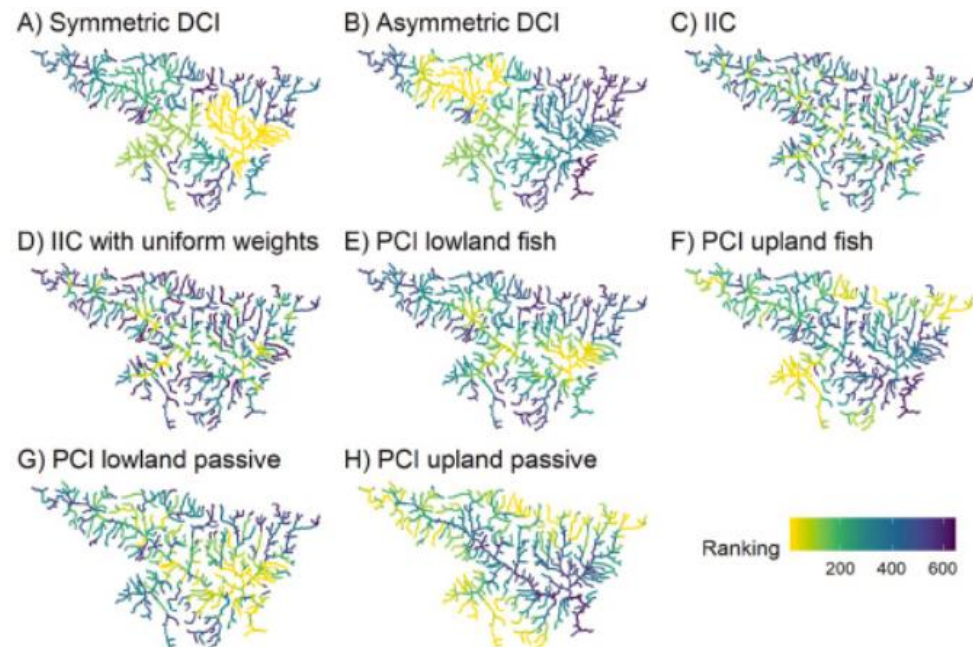 A) Symmetric DCI
B) Asymmetric DCI
C) IIC
D) IIC with uniform weights
E) PCI lowland fish
F) PCI upland fish
G) PCI lowland passive
H) PCI upland passive
Ranking
200 400 600